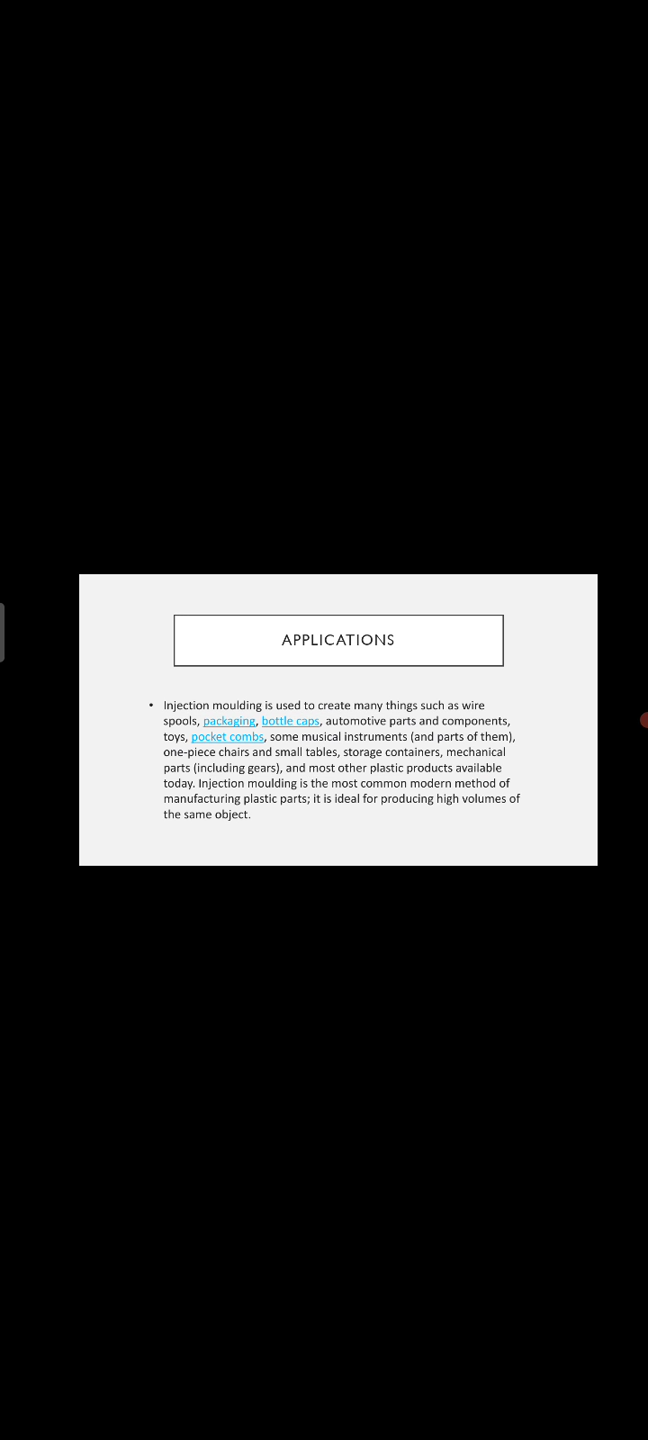 APPLICATIONS
• Injection moulding is used to create many things such as wire
spools, packaging, bottle caps, automotive parts and components,
toys, pocket combs, some musical instruments (and parts of them),
one-piece chairs and small tables, storage containers, mechanical
parts (including gears), and most other plastic products available
today. Injection moulding is the most common modern method of
manufacturing plastic parts; it is ideal for producing high volumes of
the same object.